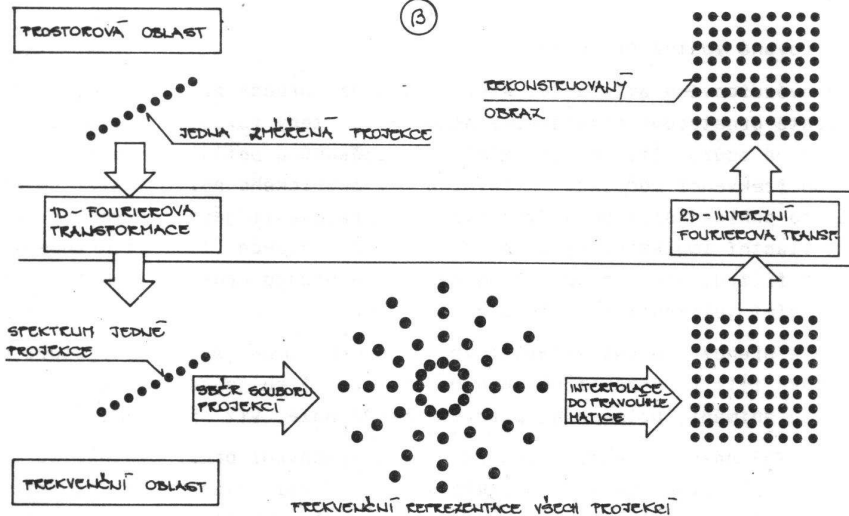 PROSTOROVÁ OBLAST
β
JEDNA ZMĚŘENÁ PROJEKCE
REKONSTRUOVANÝ
OBRAZ
1D-FOURIEROVA
TRANSFORMACE
2D-INVERZNÍ
FOURIEROVA TRANSF.
SPEKTRUM JEDNÉ
PROJEKCE
SBĚR SOUBORU
PROJEKCÍ
INTERPOLACE
DO PRAVOÚHLÉ
MATICE
FREKVENČNÍ OBLAST
FREKVENČNÍ REPREZENTACE VŠECH PROJEKCÍ